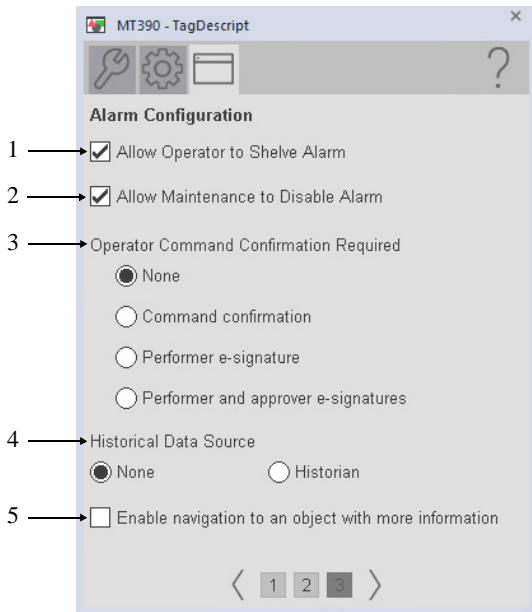 MT390 - TagDescript
×
?
Alarm Configuration
1 Allow Operator to Shelve Alarm
2 Allow Maintenance to Disable Alarm
3 Operator Command Confirmation Required
None
Command confirmation
Performer e-signature
Performer and approver e-signatures
4 Historical Data Source
None Historian
5 Enable navigation to an object with more information
1 2 3